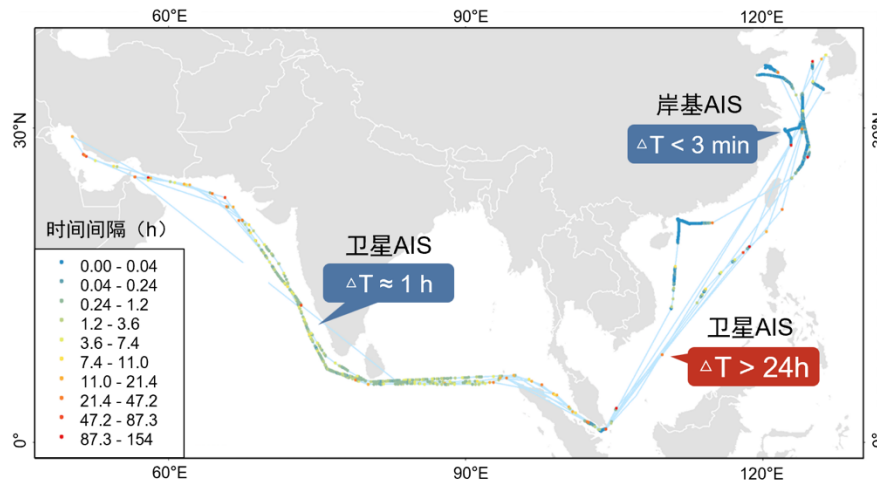 60°E 90°E 120°E
岸基AIS
△T < 3 min
30°N
时间间隔（h）
0.00 - 0.04
0.04 - 0.24
0.24 - 1.2
1.2 - 3.6
3.6 - 7.4
7.4 - 11.0
11.0 - 21.4
21.4 - 47.2
47.2 - 87.3
87.3 - 154
卫星AIS
△T ≈ 1 h
卫星AIS
△T > 24h
0° 0°
60°E 90°E 120°E